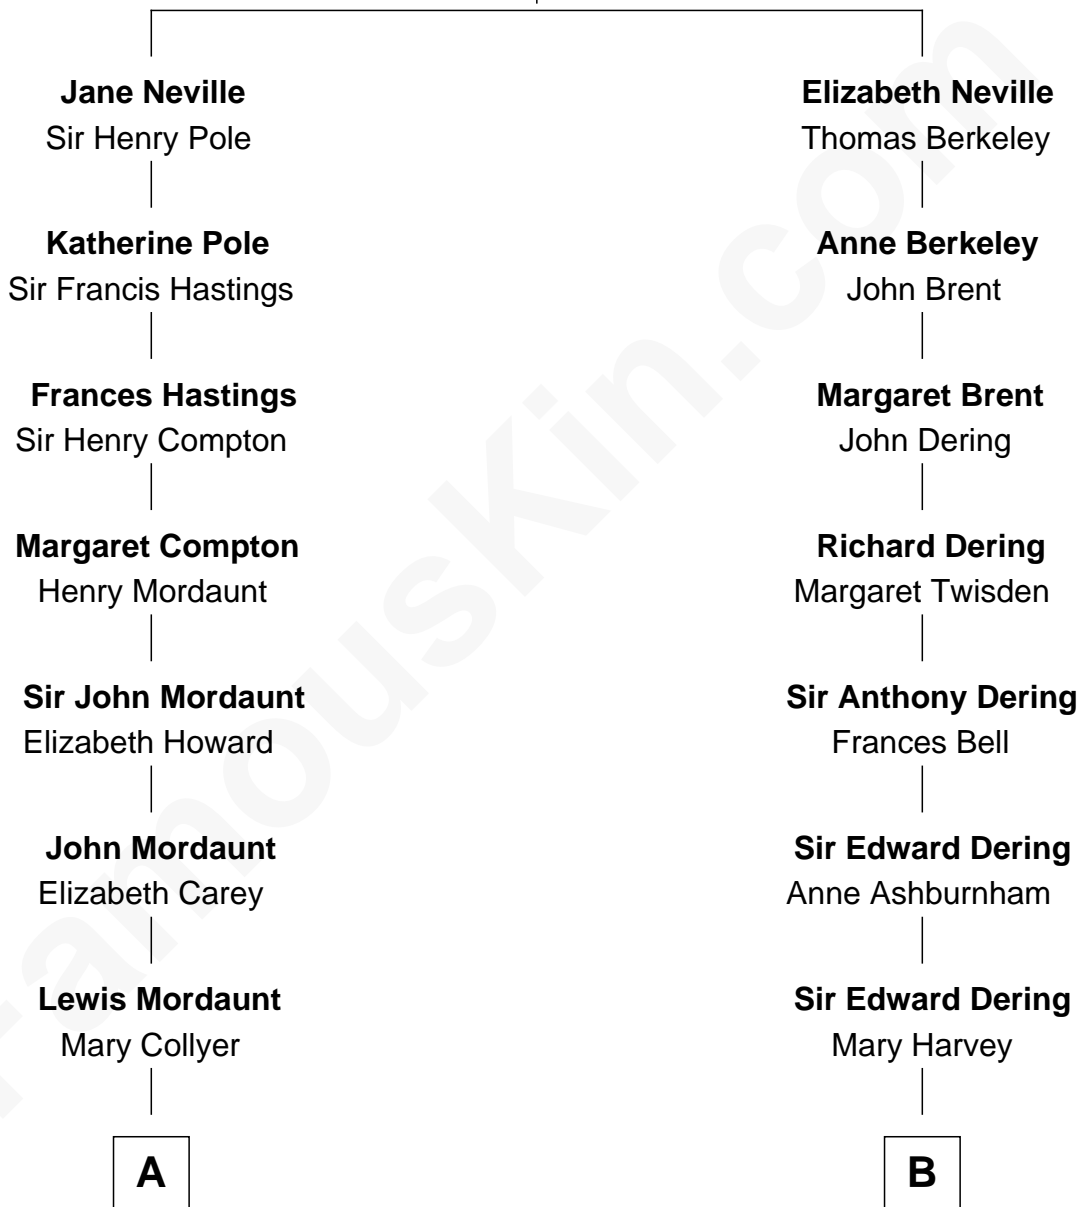 Jane Neville
Sir Henry Pole
Elizabeth Neville
Thomas Berkeley
Katherine Pole
Sir Francis Hastings
Anne Berkeley
John Brent
Frances Hastings
Sir Henry Compton
Margaret Brent
John Dering
Margaret Compton
Henry Mordaunt
Richard Dering
Margaret Twisden
Sir John Mordaunt
Elizabeth Howard
Sir Anthony Dering
Frances Bell
John Mordaunt
Elizabeth Carey
Sir Edward Dering
Anne Ashburnham
Lewis Mordaunt
Mary Collyer
Sir Edward Dering
Mary Harvey
A
B
FamousKin.com